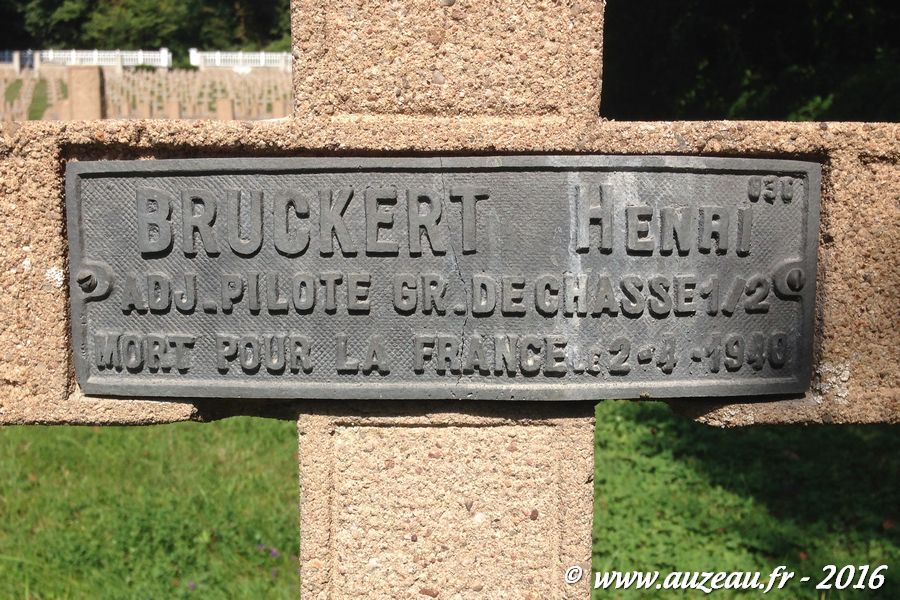 BRUCKERT HENRI
ADJ.PILOTE GR.DE CHASSE 1/2
MORT POUR LA FRANCE LE 2-4-1940
© www.auzeau.fr - 2016